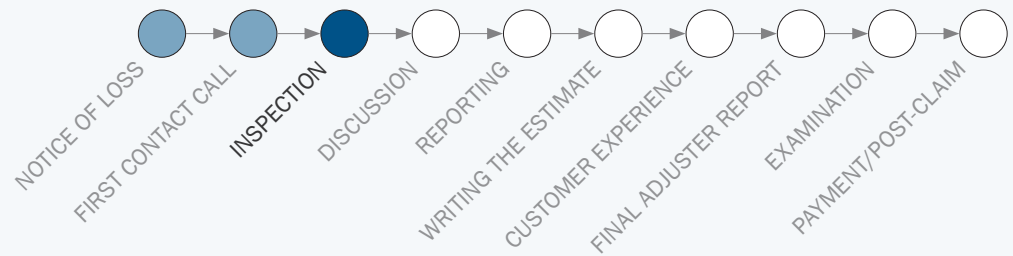 NOTICE OF LOSS
FIRST CONTACT CALL
INSPECTION
DISCUSSION
REPORTING
WRITING THE ESTIMATE
CUSTOMER EXPERIENCE
FINAL ADJUSTER REPORT
EXAMINATION
PAYMENT/POST-CLAIM